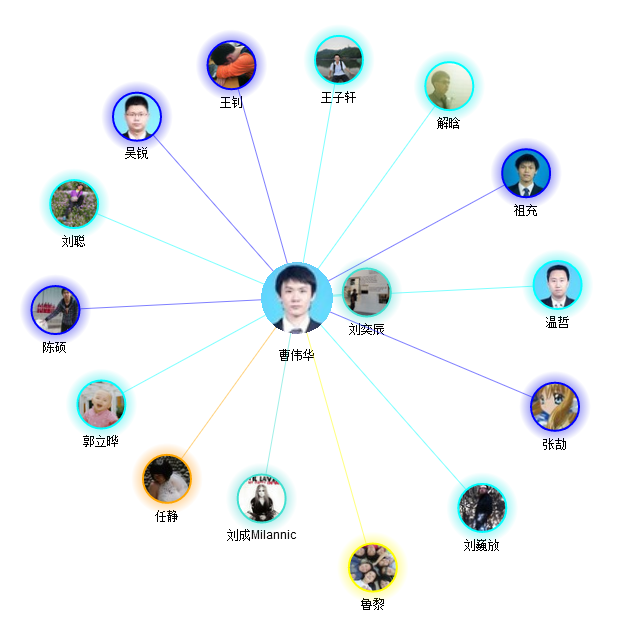 王钊
王子轩
解晗
吴锐
祖充
刘聪
陈硕
刘奕辰
温哲
曹伟华
郭立晔
张劼
任静
刘成Milannic
刘巍放
鲁黎